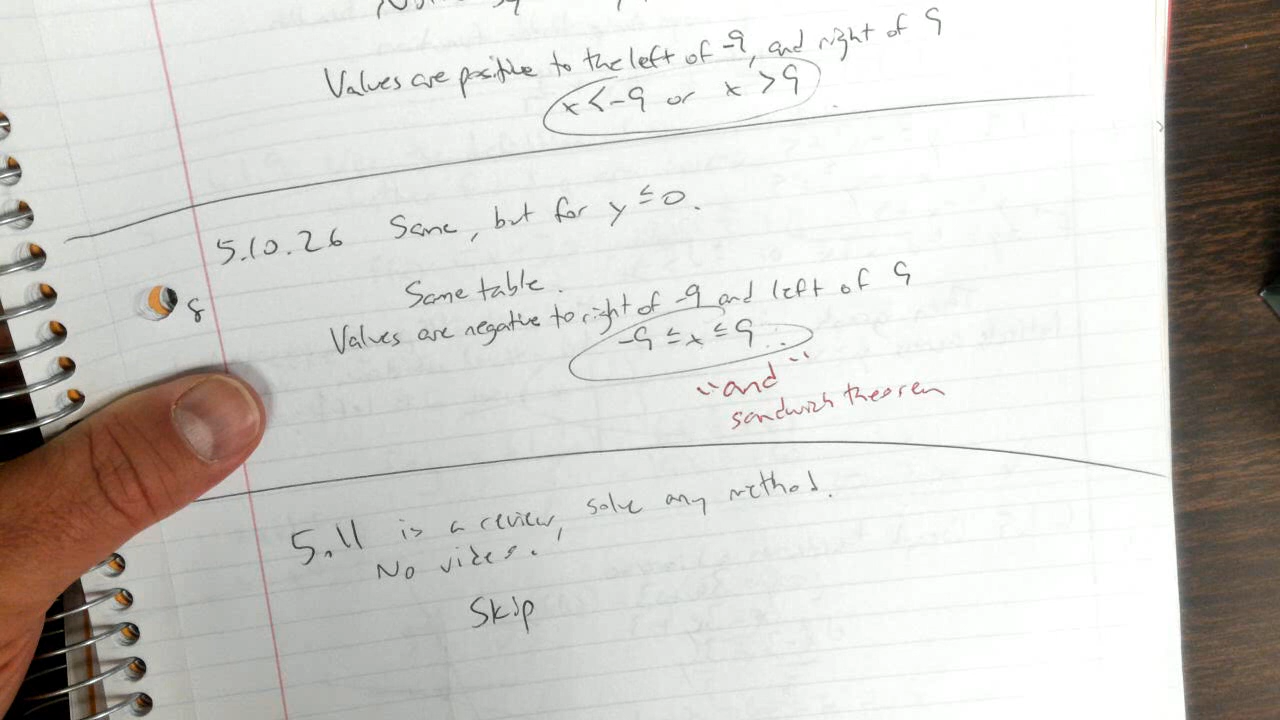 Values are positive to the left of -9, and right of 9
x < -9 or x > 9
5.10.26 Same, but for y ≤ 0.
Same table.
Values are negative to right of -9 and left of 9
-9 ≤ x ≤ 9
"and"
sandwich theorem
8
5.11 is a review, solve any method.
No video.
Skip